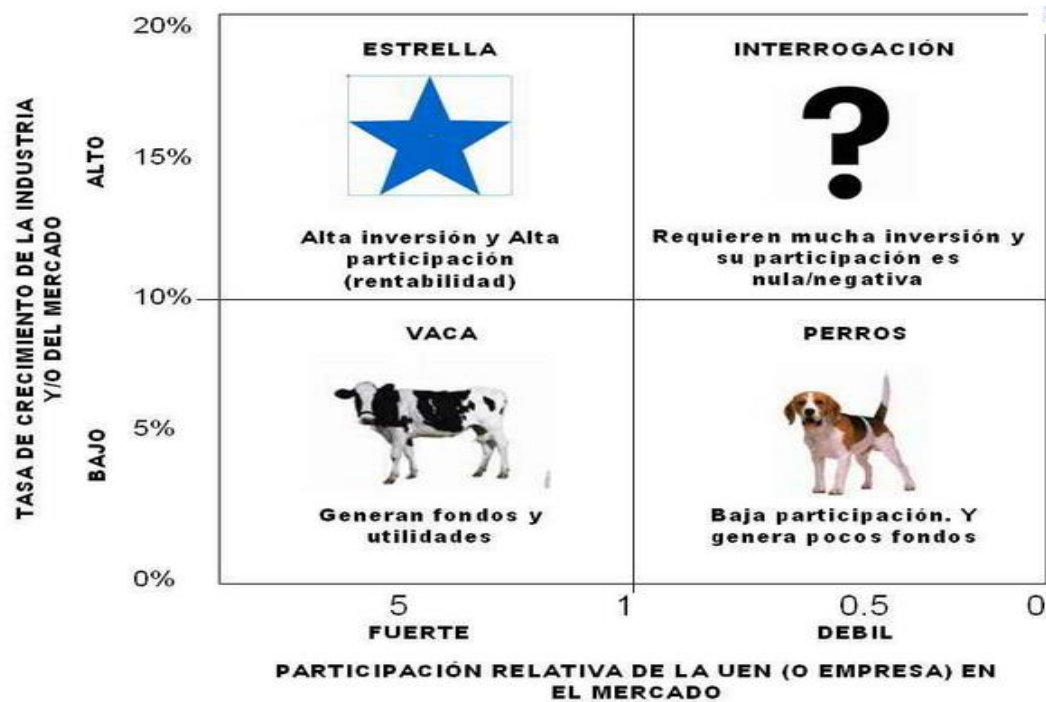 20%
ESTRELLA
INTERROGACIÓN
?
TASA DE CRECIMIENTO DE LA INDUSTRIA
Y/O DEL MERCADO
ALTO
15%
Alta inversión y Alta
participación
(rentabilidad)
Requieren mucha inversión y
su participación es
nula/negativa
10%
VACA
PERROS
BAJO
5%
Generan fondos y
utilidades
Baja participación. Y
genera pocos fondos
0%
5
1
0.5
0
FUERTE
DEBIL
PARTICIPACIÓN RELATIVA DE LA UEN (O EMPRESA) EN
EL MERCADO